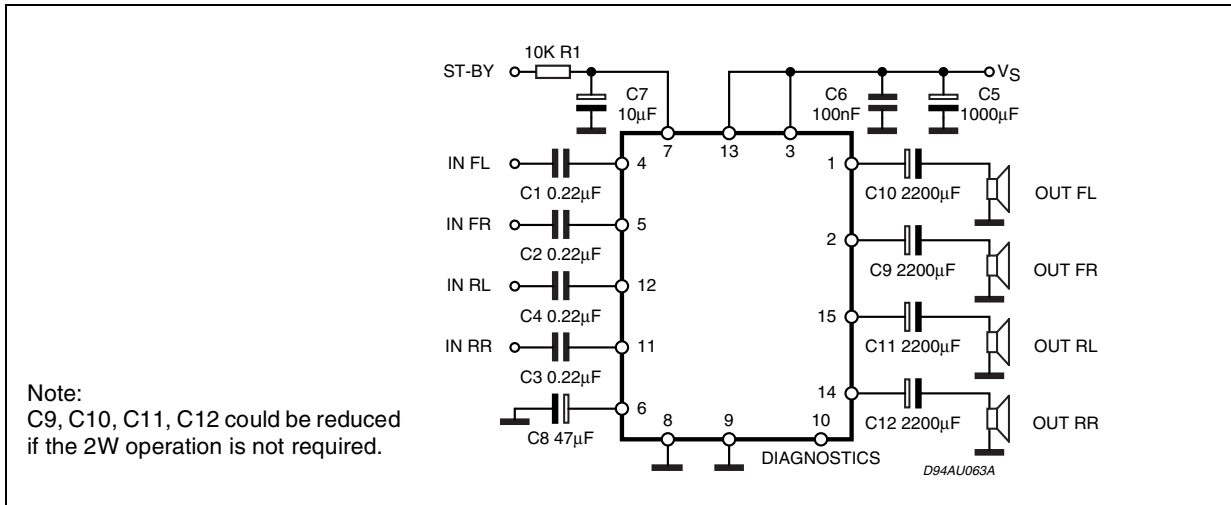 10K R1
ST-BY
VS
C7
10µF
C6
100nF
C5
1000µF
7
13
3
IN FL
4
C1 0.22µF
1
C10 2200µF
OUT FL
IN FR
5
C2 0.22µF
2
C9 2200µF
OUT FR
IN RL
12
C4 0.22µF
15
C11 2200µF
OUT RL
IN RR
11
C3 0.22µF
14
C12 2200µF
OUT RR
6
C8 47µF
8
9
10
DIAGNOSTICS
D94AU063A
Note:
C9, C10, C11, C12 could be reduced
if the 2W operation is not required.